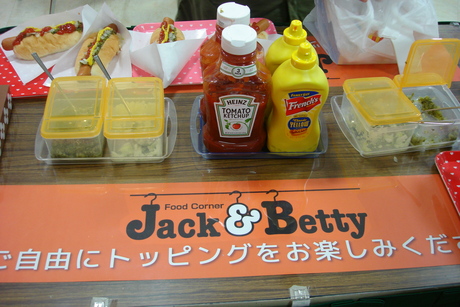 HEINZ
TOMATO
KETCHUP
French's
Food Corner
Jack & Betty
ご自由にトッピングをお楽しみくだ